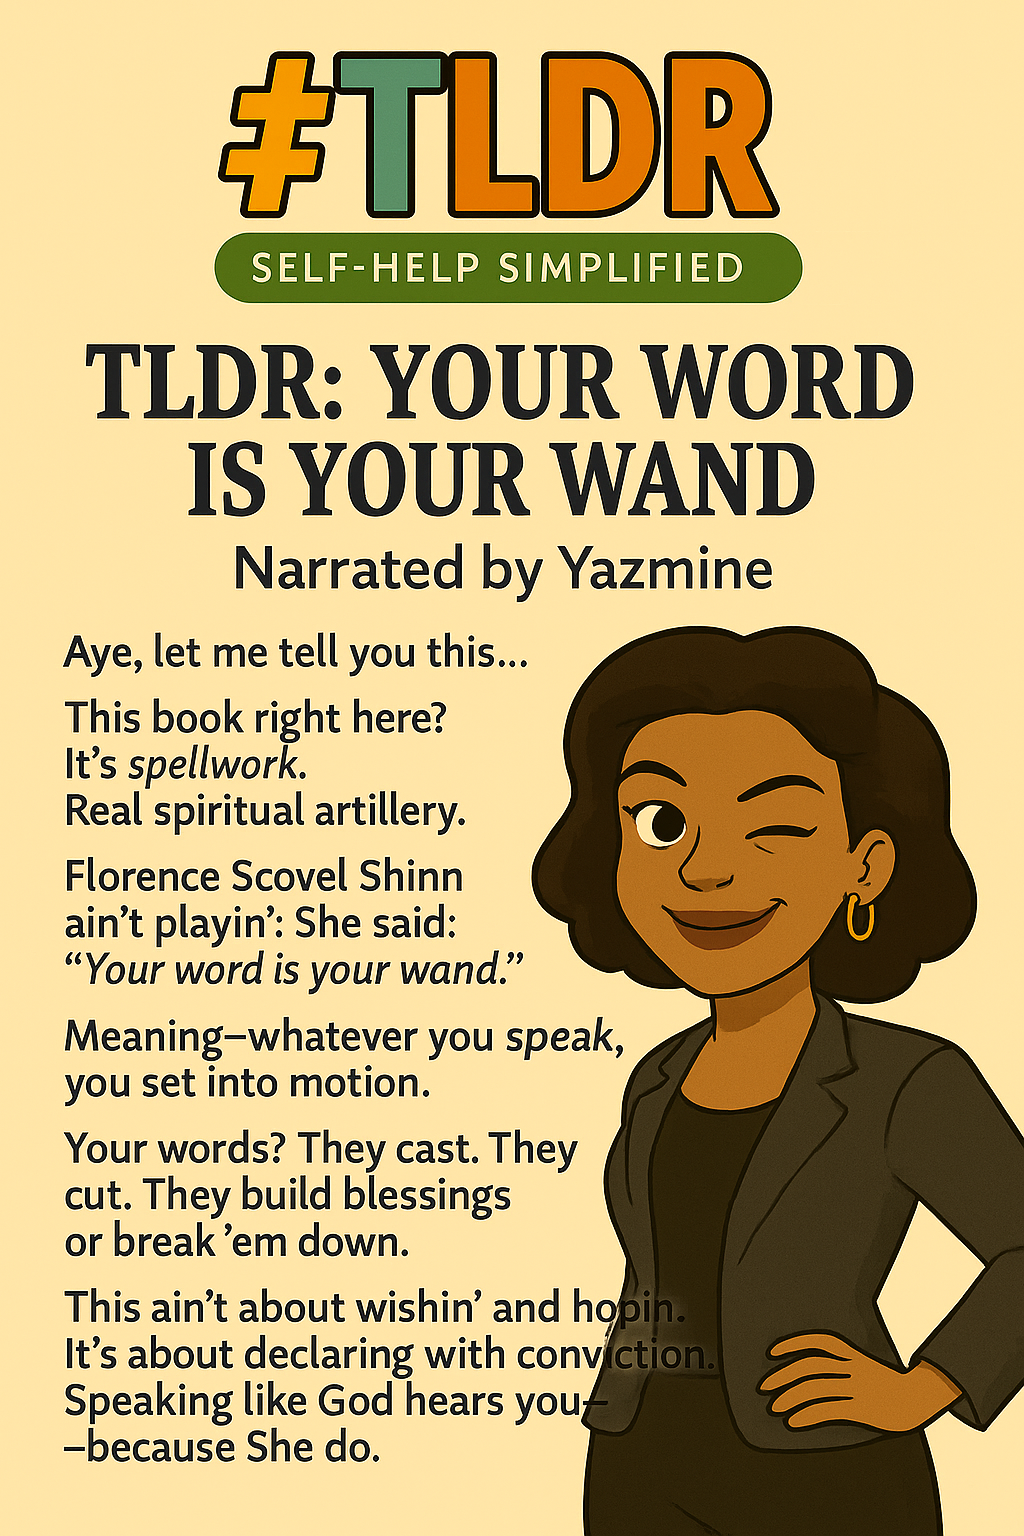 #TLDR
SELF-HELP SIMPLIFIED
TLDR: YOUR WORD
IS YOUR WAND
Narrated by Yazmine
Aye, let me tell you this...
This book right here?
It's spellwork.
Real spiritual artillery.
Florence Scovel Shinn
ain't playin': She said:
“Your word is your wand.”
Meaning—whatever you speak,
you set into motion.
Your words? They cast. They
cut. They build blessings
or break 'em down.
This ain't about wishin' and hopin.
It's about declaring with conviction.
Speaking like God hears you—
—because She do.